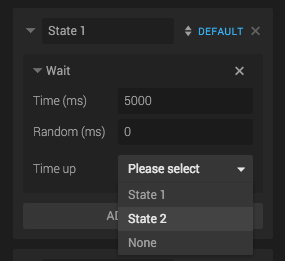 State 1 DEFAULT
Wait
Time (ms) 5000
Random (ms) 0
Time up Please select
State 1
State 2
None